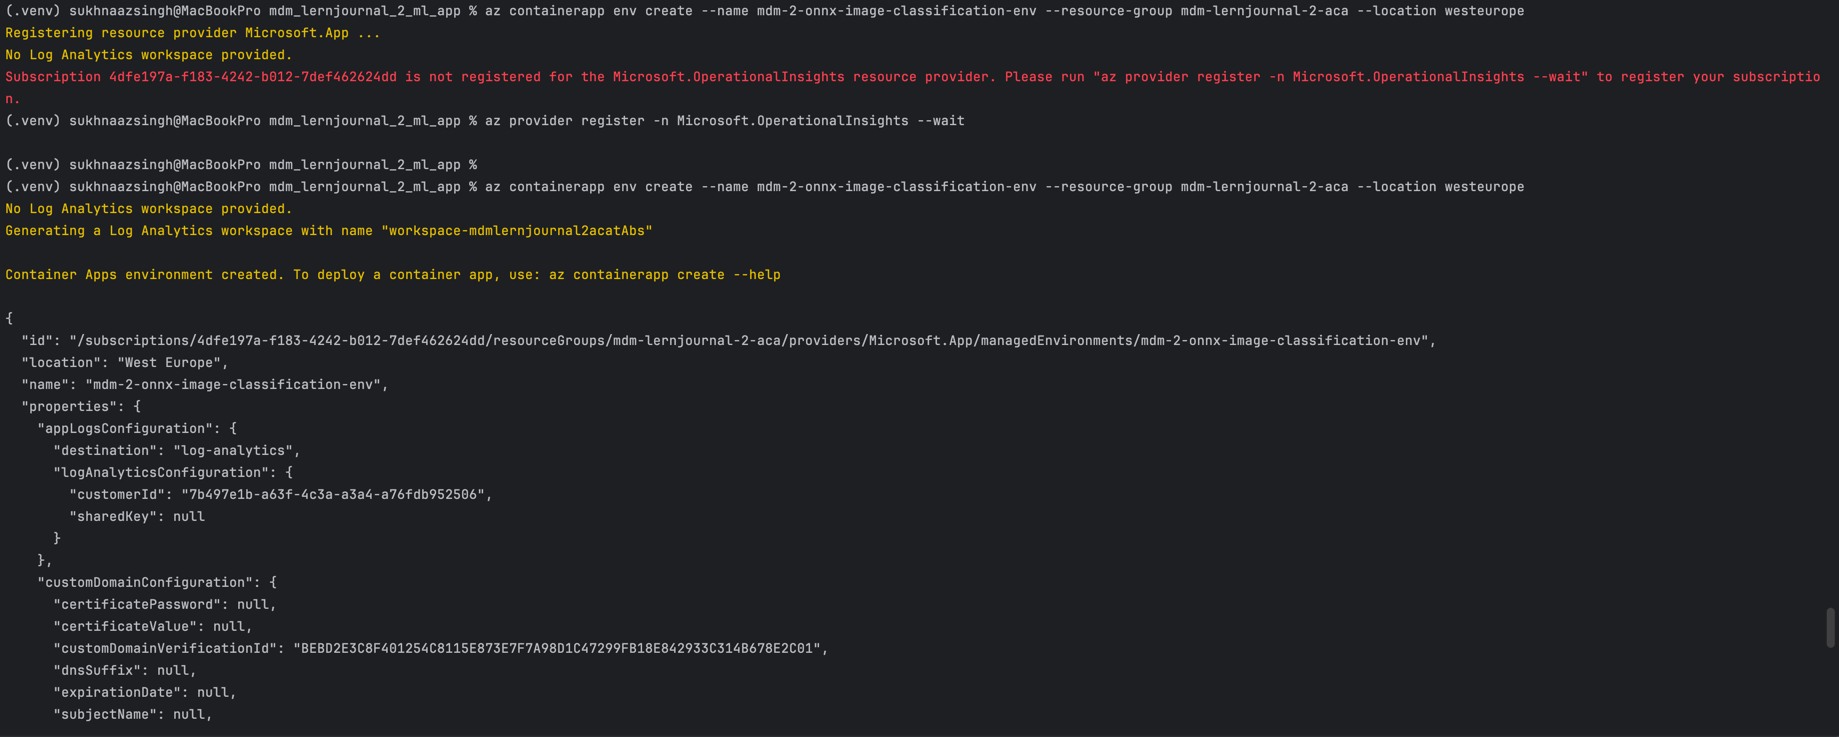 (.venv) sukhnaazsingh@MacBookPro mdm_lernjournal_2_ml_app % az containerapp env create --name mdm-2-onnx-image-classification-env --resource-group mdm-lernjournal-2-aca --location westeurope
Registering resource provider Microsoft.App ...
No Log Analytics workspace provided.
Subscription 4dfe197a-f183-4242-b012-7def462624dd is not registered for the Microsoft.OperationalInsights resource provider. Please run "az provider register -n Microsoft.OperationalInsights --wait" to register your subscriptio
n.
(.venv) sukhnaazsingh@MacBookPro mdm_lernjournal_2_ml_app % az provider register -n Microsoft.OperationalInsights --wait
(.venv) sukhnaazsingh@MacBookPro mdm_lernjournal_2_ml_app %
(.venv) sukhnaazsingh@MacBookPro mdm_lernjournal_2_ml_app % az containerapp env create --name mdm-2-onnx-image-classification-env --resource-group mdm-lernjournal-2-aca --location westeurope
No Log Analytics workspace provided.
Generating a Log Analytics workspace with name "workspace-mdmlernjournal2acatAbs"
Container Apps environment created. To deploy a container app, use: az containerapp create --help
{
  "id": "/subscriptions/4dfe197a-f183-4242-b012-7def462624dd/resourceGroups/mdm-lernjournal-2-aca/providers/Microsoft.App/managedEnvironments/mdm-2-onnx-image-classification-env",
  "location": "West Europe",
  "name": "mdm-2-onnx-image-classification-env",
  "properties": {
    "appLogsConfiguration": {
      "destination": "log-analytics",
      "logAnalyticsConfiguration": {
        "customerId": "7b497e1b-a63f-4c3a-a3a4-a76fdb952506",
        "sharedKey": null
      }
    },
    "customDomainConfiguration": {
      "certificatePassword": null,
      "certificateValue": null,
      "customDomainVerificationId": "BEBD2E3C8F401254C8115E873E7F7A98D1C47299FB18E842933C314B678E2C01",
      "dnsSuffix": null,
      "expirationDate": null,
      "subjectName": null,